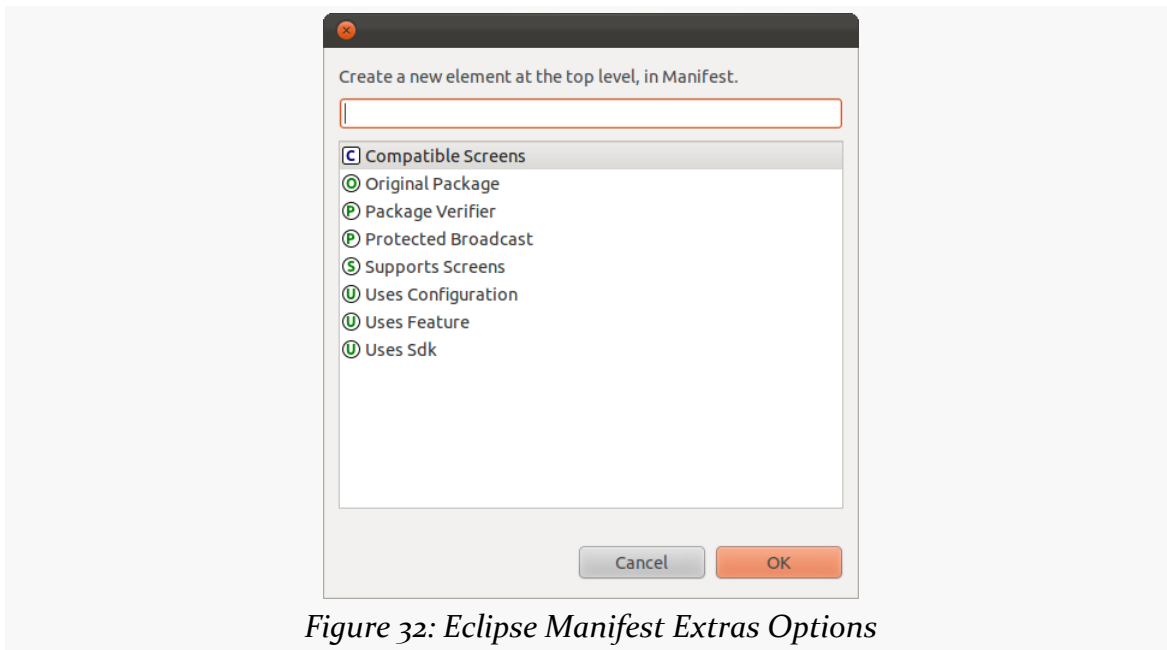 Create a new element at the top level, in Manifest.
C Compatible Screens
O Original Package
P Package Verifier
P Protected Broadcast
S Supports Screens
U Uses Configuration
U Uses Feature
U Uses Sdk
Cancel OK
Figure 32: Eclipse Manifest Extras Options